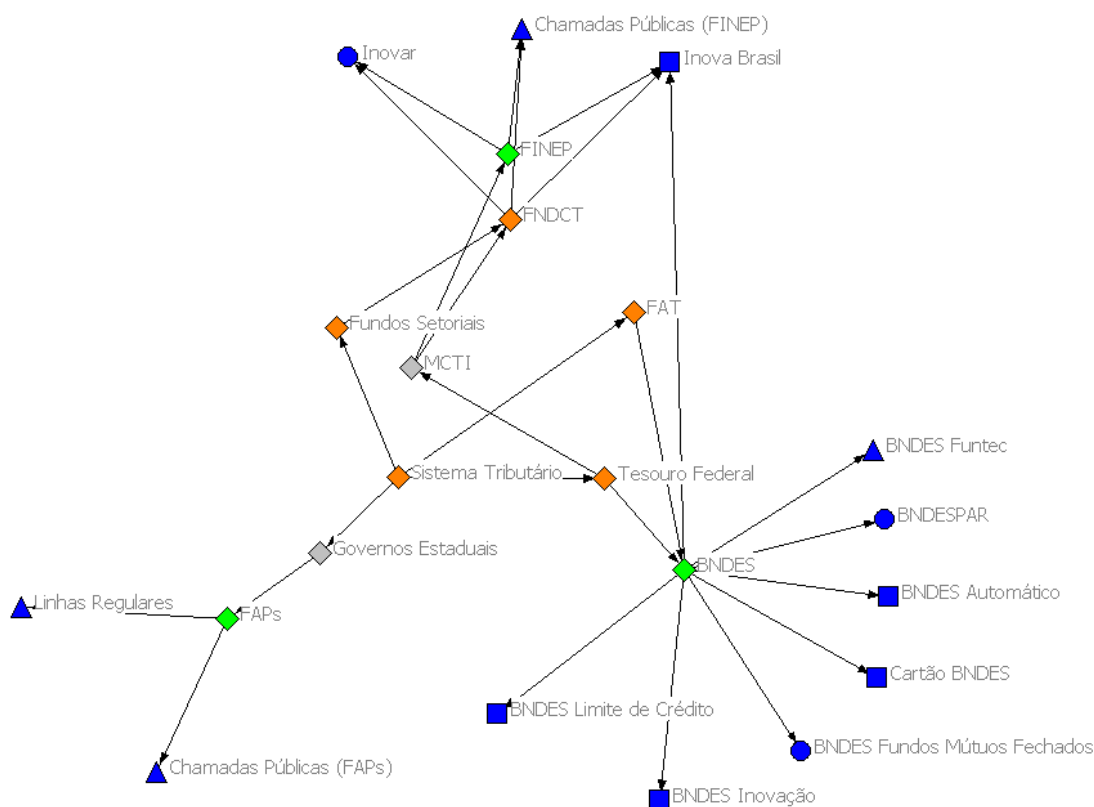 Chamadas Públicas (FINEP)
Inovar
Inova Brasil
FINEP
FNDCT
FAT
Fundos Setoriais
MCTI
BNDES Funtec
Sistema Tributário
Tesouro Federal
BNDESPAR
Governos Estaduais
BNDES
BNDES Automático
Linhas Regulares
FAPs
Cartão BNDES
BNDES Limite de Crédito
BNDES Fundos Mútuos Fechados
Chamadas Públicas (FAPs)
BNDES Inovação